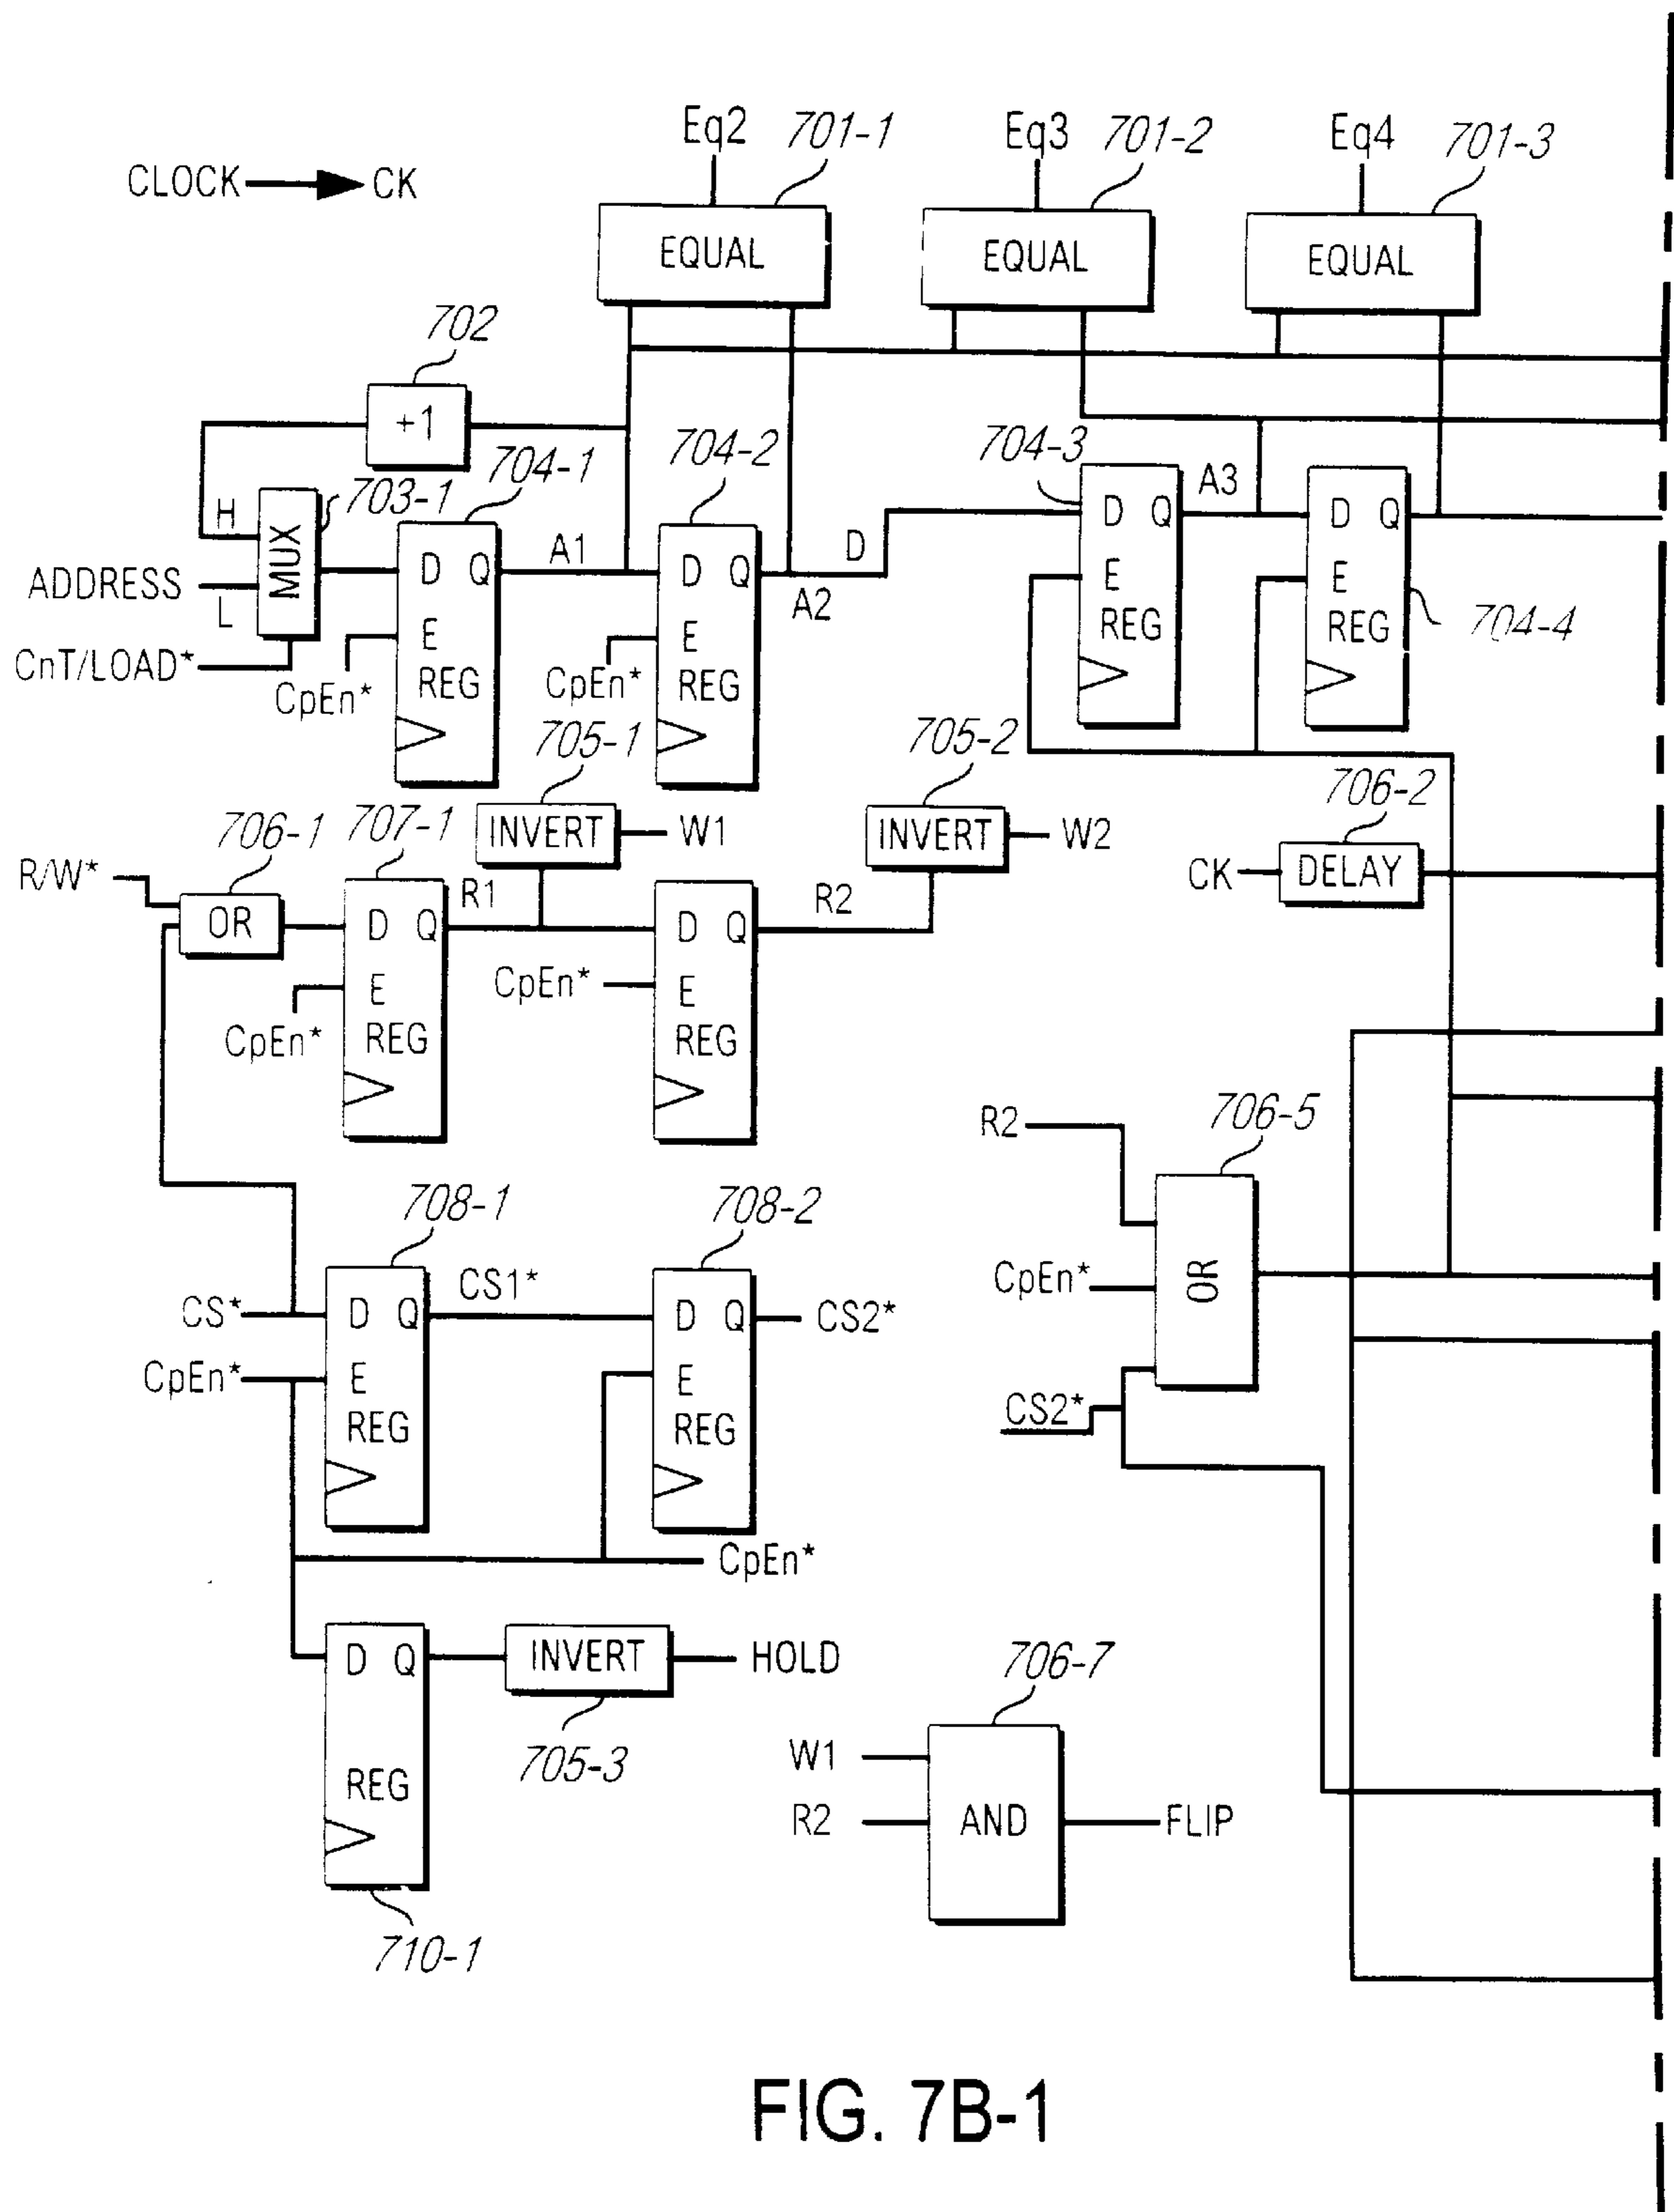 Eq2 701-1 Eq3 701-2 Eq4 701-3
CLOCK CK
EQUAL EQUAL EQUAL
702
+1
704-1 704-2 704-3
703-1
A3
H
D Q D Q
MUX
A1 D
D Q D Q
E E
ADDRESS
A2
L
REG REG 704-4
E E
CnT/LOAD*
CpEn* REG CpEn* REG
705-1 705-2
706-2
706-1 707-1
INVERT W1 INVERT W2
R/W*
CK DELAY
R1 R2
OR D Q D Q
CpEn*
E E
CpEn* REG REG
R2 706-5
708-1 708-2
CS1*
CpEn* OR
CS* D Q D Q CS2*
CpEn* E E
CS2*
REG REG
CpEn*
D Q INVERT HOLD
706-7
705-3 W1
REG
R2 AND FLIP
710-1
FIG. 7B-1